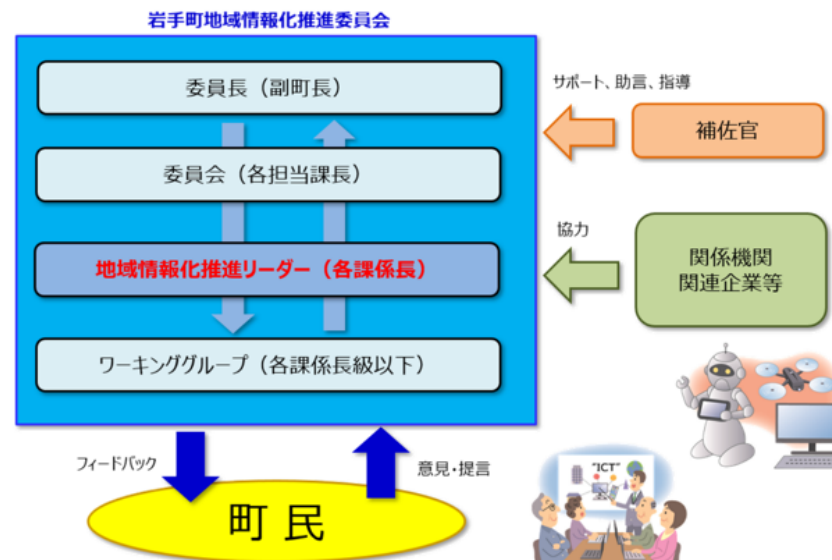 岩手町地域情報化推進委員会
委員長（副町長）
委員会（各担当課長）
地域情報化推進リーダー（各課係長）
ワーキンググループ（各課係長級以下）
サポート、助言、指導
補佐官
協力
関係機関
関連企業等
フィードバック
意見・提言
町民
"ICT"